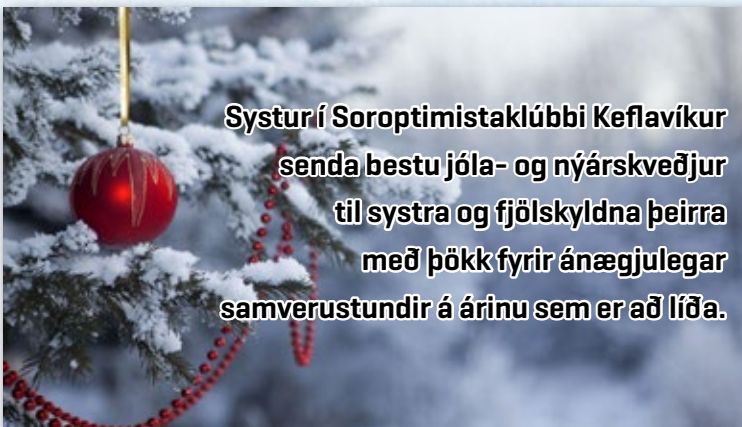 Systur í Soroptimistaklúbbi Keflavíkur
senda bestu jóla- og nýárskveðjur
til systra og fjölskyldna þeirra
með þökk fyrir ánægjulegar
samverustundir á árinu sem er að líða.